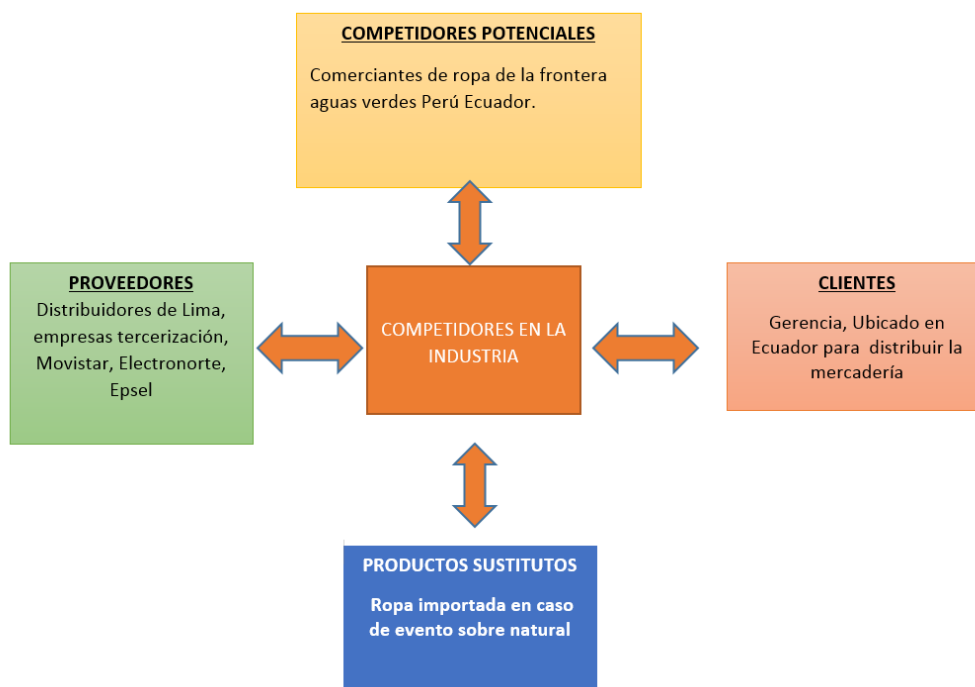 COMPETIDORES POTENCIALES
Comerciantes de ropa de la frontera
aguas verdes Perú Ecuador.
PROVEEDORES
Distribuidores de Lima,
empresas tercerización,
Movistar, Electronorte,
Epsel
COMPETIDORES EN LA
INDUSTRIA
CLIENTES
Gerencia, Ubicado en
Ecuador para distribuir la
mercadería
PRODUCTOS SUSTITUTOS
Ropa importada en caso
de evento sobre natural